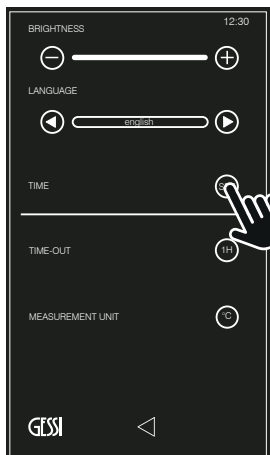 12:30
BRIGHTNESS
LANGUAGE
english
TIME
TIME-OUT
1H
MEASUREMENT UNIT
°C
GESSI